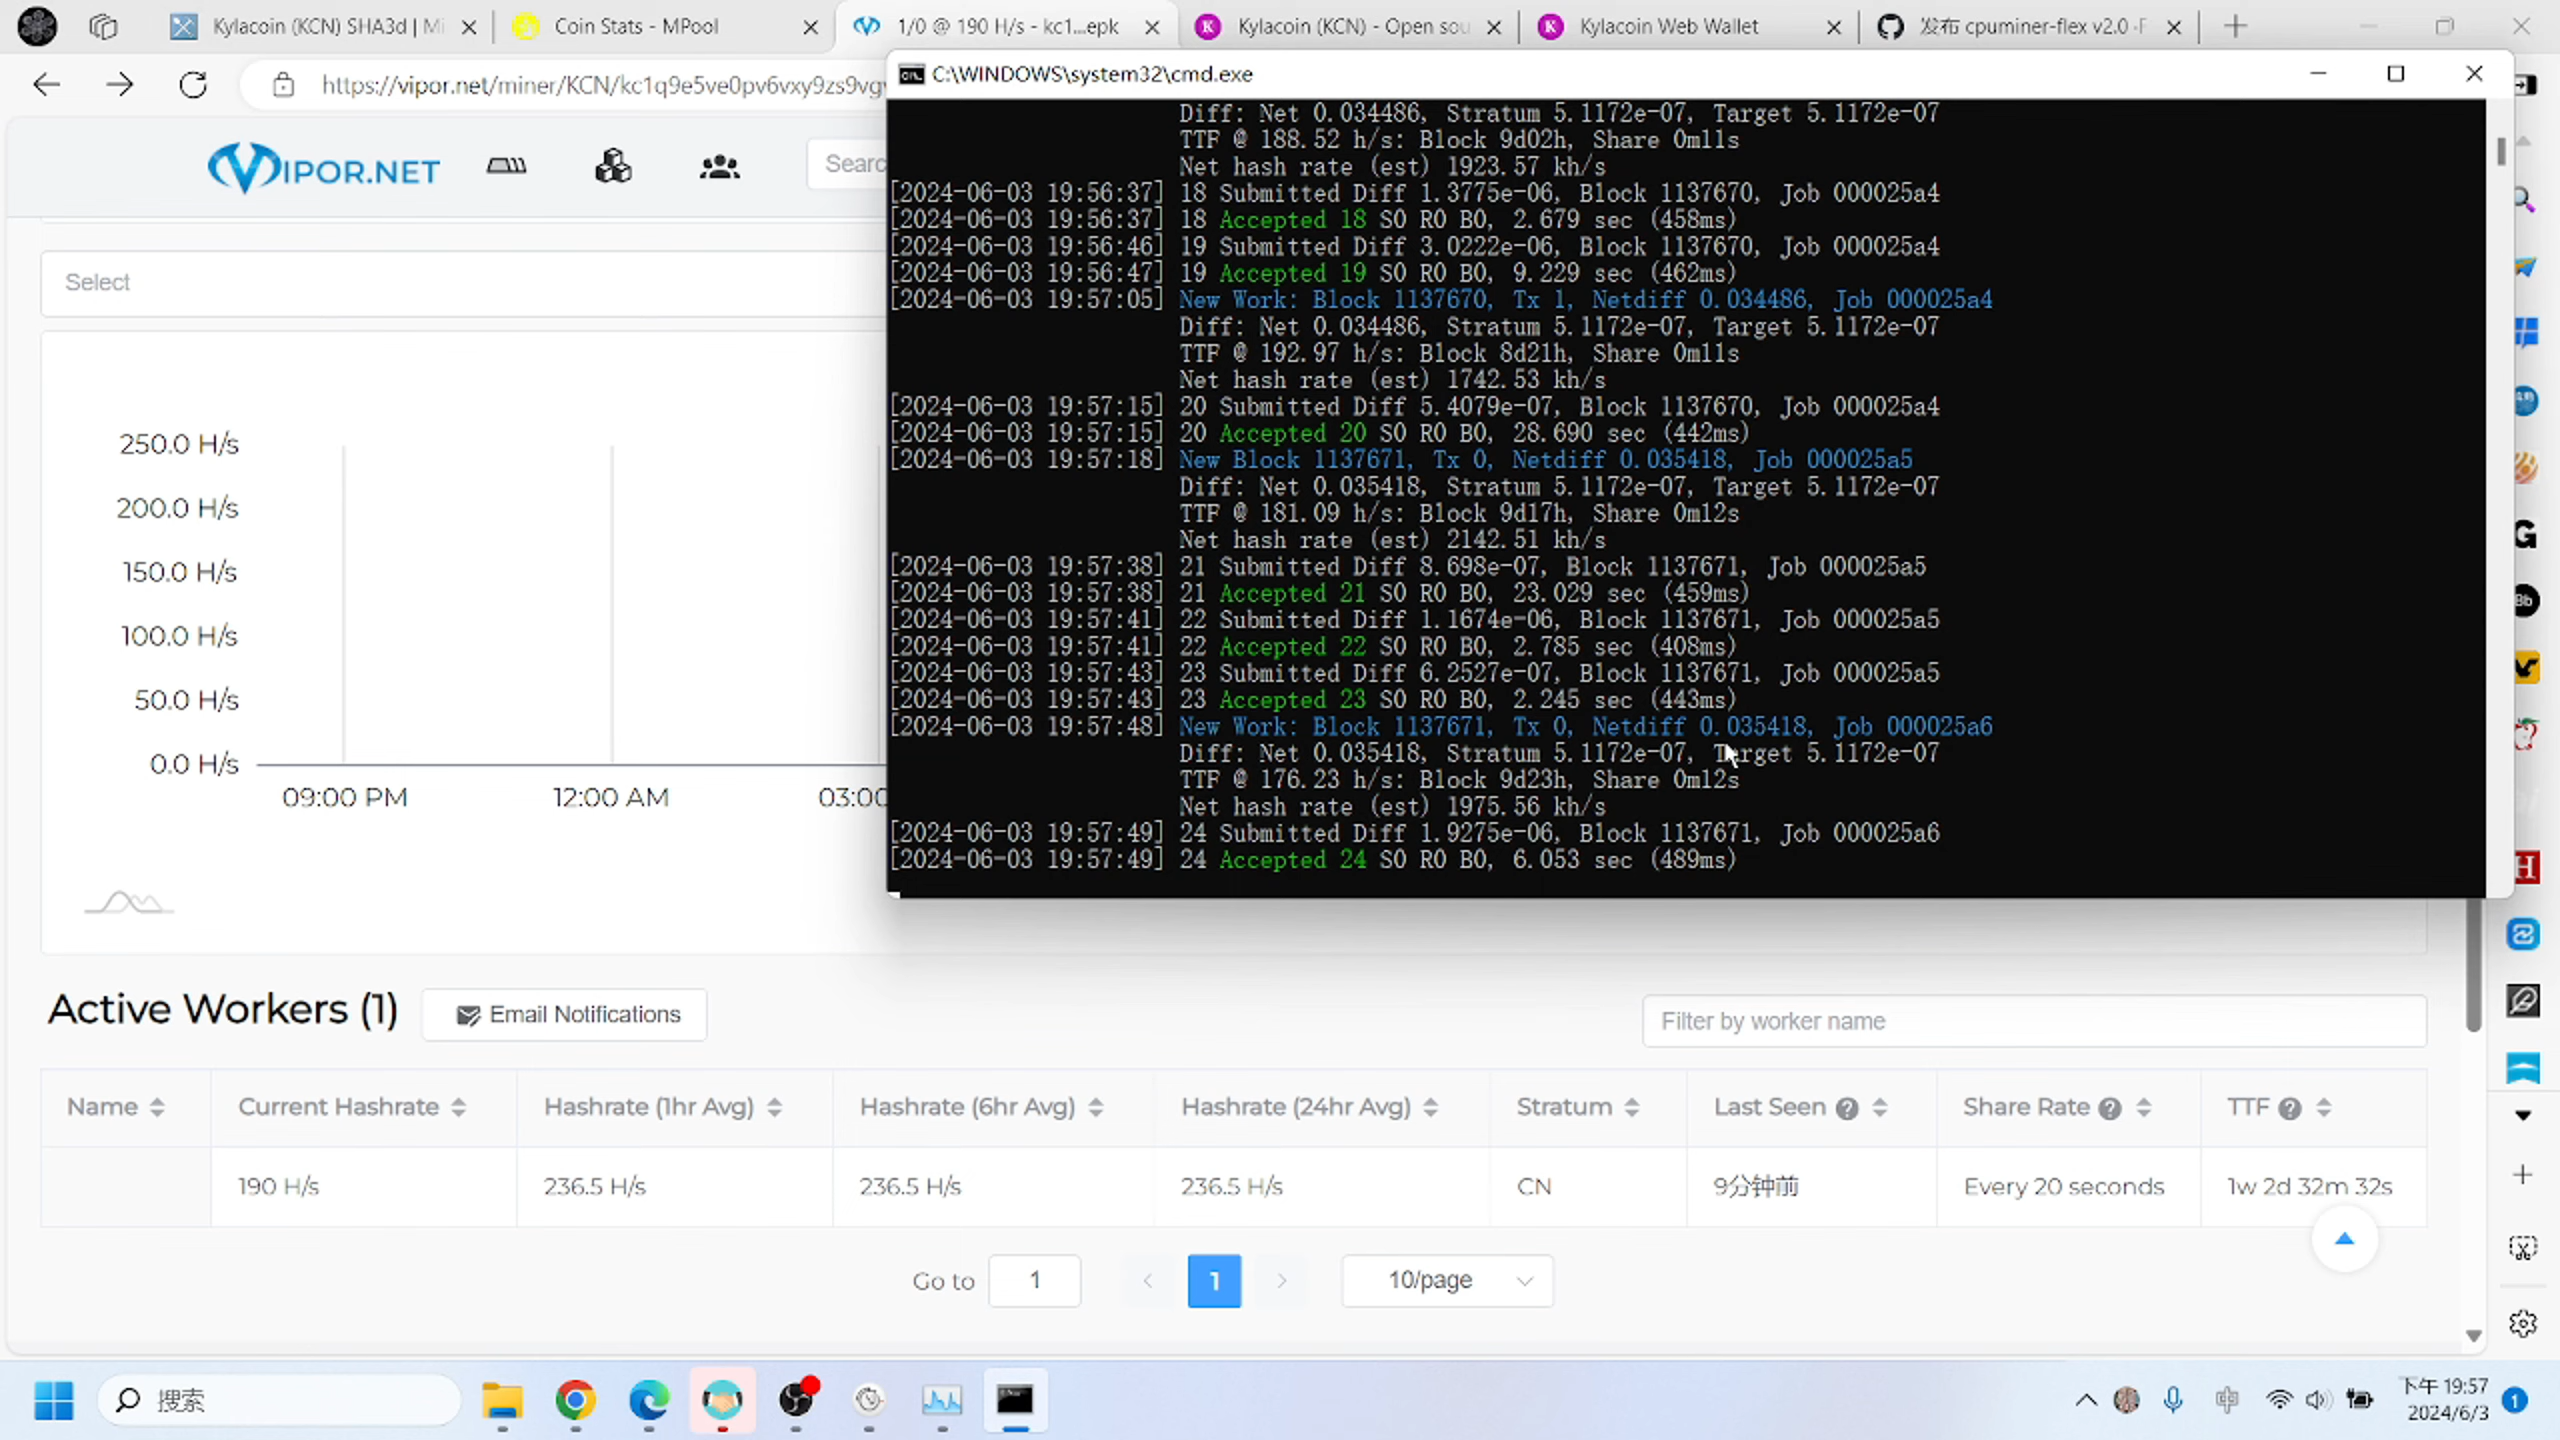 Kylacoin (KCN) SHA3d | Mi
Coin Stats - MPool
1/0 @ 190 H/s - kc1...epk
Kylacoin (KCN) - Open sou
Kylacoin Web Wallet
发布 cpuminer-flex v2.0 ·
https://vipor.net/miner/KCN/kc1q9e5ve0pv6vxy9zs9vg
C:\WINDOWS\system32\cmd.exe
VIPOR.NET
Searc
Select
250.0 H/s
200.0 H/s
150.0 H/s
100.0 H/s
50.0 H/s
0.0 H/s
09:00 PM
12:00 AM
03:00
Diff: Net 0.034486, Stratum 5.1172e-07, Target 5.1172e-07
TTF @ 188.52 h/s: Block 9d02h, Share 0m11s
Net hash rate (est) 1923.57 kh/s
[2024-06-03 19:56:37] 18 Submitted Diff 1.3775e-06, Block 1137670, Job 000025a4
[2024-06-03 19:56:37] 18 Accepted 18 S0 R0 B0, 2.679 sec (458ms)
[2024-06-03 19:56:46] 19 Submitted Diff 3.0222e-06, Block 1137670, Job 000025a4
[2024-06-03 19:56:47] 19 Accepted 19 S0 R0 B0, 9.229 sec (462ms)
[2024-06-03 19:57:05] New Work: Block 1137670, Tx 1, Netdiff 0.034486, Job 000025a4
Diff: Net 0.034486, Stratum 5.1172e-07, Target 5.1172e-07
TTF @ 192.97 h/s: Block 8d21h, Share 0m11s
Net hash rate (est) 1742.53 kh/s
[2024-06-03 19:57:15] 20 Submitted Diff 5.4079e-07, Block 1137670, Job 000025a4
[2024-06-03 19:57:15] 20 Accepted 20 S0 R0 B0, 28.690 sec (442ms)
[2024-06-03 19:57:18] New Block 1137671, Tx 0, Netdiff 0.035418, Job 000025a5
Diff: Net 0.035418, Stratum 5.1172e-07, Target 5.1172e-07
TTF @ 181.09 h/s: Block 9d17h, Share 0m12s
Net hash rate (est) 2142.51 kh/s
[2024-06-03 19:57:38] 21 Submitted Diff 8.698e-07, Block 1137671, Job 000025a5
[2024-06-03 19:57:38] 21 Accepted 21 S0 R0 B0, 23.029 sec (459ms)
[2024-06-03 19:57:41] 22 Submitted Diff 1.1674e-06, Block 1137671, Job 000025a5
[2024-06-03 19:57:41] 22 Accepted 22 S0 R0 B0, 2.785 sec (408ms)
[2024-06-03 19:57:43] 23 Submitted Diff 6.2527e-07, Block 1137671, Job 000025a5
[2024-06-03 19:57:43] 23 Accepted 23 S0 R0 B0, 2.245 sec (443ms)
[2024-06-03 19:57:48] New Work: Block 1137671, Tx 0, Netdiff 0.035418, Job 000025a6
Diff: Net 0.035418, Stratum 5.1172e-07, Target 5.1172e-07
TTF @ 176.23 h/s: Block 9d23h, Share 0m12s
Net hash rate (est) 1975.56 kh/s
[2024-06-03 19:57:49] 24 Submitted Diff 1.9275e-06, Block 1137671, Job 000025a6
[2024-06-03 19:57:49] 24 Accepted 24 S0 R0 B0, 6.053 sec (489ms)
Active Workers (1)
Email Notifications
Filter by worker name
Name Current Hashrate Hashrate (1hr Avg) Hashrate (6hr Avg) Hashrate (24hr Avg) Stratum Last Seen Share Rate TTF
190 H/s 236.5 H/s 236.5 H/s 236.5 H/s CN 9分钟前 Every 20 seconds 1w 2d 32m 32s
Go to 1 1 10/page
搜索
中
下午 19:57
2024/6/3
1